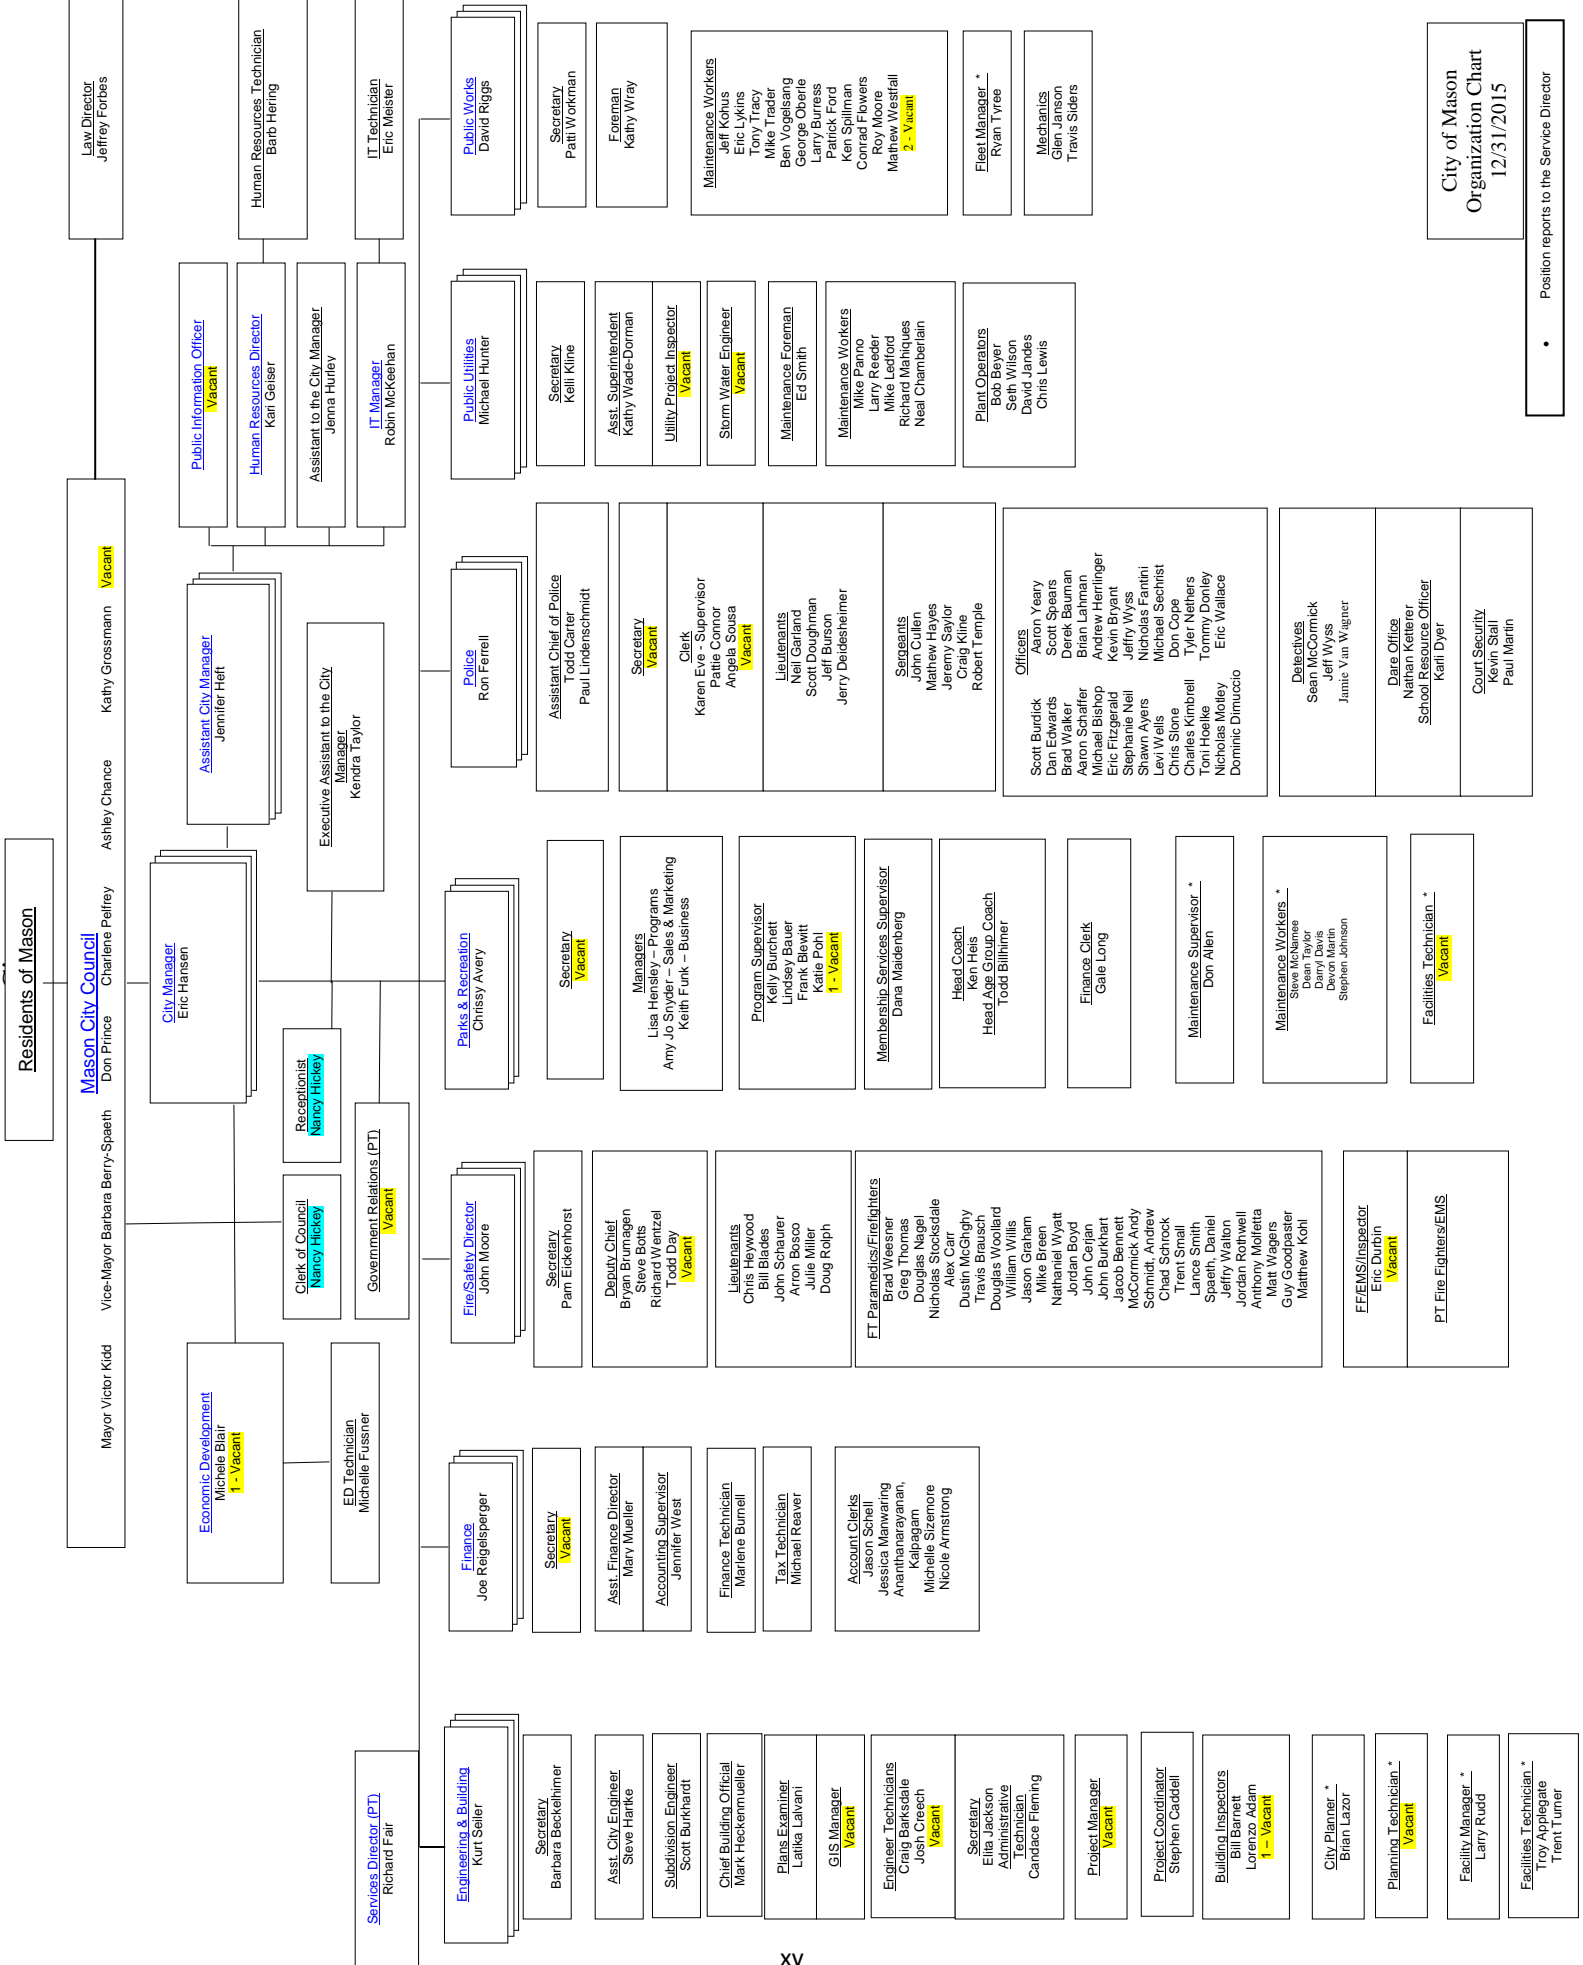 Residents of Mason
Mason City Council
Mayor Victor Kidd Vice-Mayor Barbara Berry-Spaeth Don Prince Charlene Pelfrey Ashley Chance Kathy Grossmann Vacant
Law Director
Jeffrey Forbes
City Manager
Eric Hansen
Economic Development
Michele Blair
1 - Vacant
ED Technician
Michelle Fussner
Clerk of Council
Nancy Hickey
Receptionist
Nancy Hickey
Government Relations (PT)
Vacant
Assistant City Manager
Jennifer Heft
Executive Assistant to the City
Manager
Kendra Taylor
Public Information Officer
Vacant
Human Resources Director
Kari Geiser
Human Resources Technician
Barb Hering
Assistant to the City Manager
Jenna Hurley
IT Manager
Robin McKeehan
IT Technician
Eric Meister
Services Director (PT)
Richard Fair
Engineering & Building
Kurt Seiler
Secretary
Barbara Beckelhimer
Asst. City Engineer
Steve Hartke
Subdivision Engineer
Scott Burkhardt
Chief Building Official
Mark Heckenmueller
Plans Examiner
Latika Lalvani
GIS Manager
Vacant
Engineer Technicians
Craig Barksdale
Josh Creech
Vacant
Secretary
Elita Jackson
Administrative
Technician
Candace Fleming
Project Manager
Vacant
Project Coordinator
Stephen Caddell
Building Inspectors
Bill Barnett
Lorenzo Adam
1 – Vacant
City Planner *
Brian Lazor
Planning Technician *
Vacant
Facility Manager *
Larry Rudd
Facilities Technician *
Troy Applegate
Trent Turner
Finance
Joe Reigelsperger
Secretary
Vacant
Asst. Finance Director
Mary Mueller
Accounting Supervisor
Jennifer West
Finance Technician
Marlene Burnell
Tax Technician
Michael Reaver
Account Clerks
Jason Schell
Jessica Manwaring
Ananthanarayanan,
Kalpagam
Michelle Sizemore
Nicole Armstrong
Fire/Safety Director
John Moore
Secretary
Pam Eickenhorst
Deputy Chief
Bryan Brumagen
Steve Botts
Richard Wentzel
Todd Day
Vacant
Lieutenants
Chris Heywood
Bill Blades
John Schaurer
Arron Bosco
Julie Miller
Doug Rolph
FT Paramedics/Firefighters
Brad Weesner
Greg Thomas
Douglas Nagel
Nicholas Stocksdale
Alex Carr
Dustin McGhghy
Travis Brausch
Douglas Woollard
William Willis
Jason Graham
Mike Breen
Nathaniel Wyatt
Jordan Boyd
John Cerjan
John Burkhart
Jacob Bennett
McCormick Andy
Schmidt, Andrew
Chad Schrock
Trent Small
Lance Smith
Spaeth, Daniel
Jeffry Walton
Jordan Rothwell
Anthony Molfetta
Matt Wagers
Guy Goodpaster
Matthew Kohl
FF/EMS/Inspector
Eric Durbin
Vacant
PT Fire Fighters/EMS
Parks & Recreation
Chrissy Avery
Secretary
Vacant
Managers
Lisa Hensley – Programs
Amy Jo Snyder – Sales & Marketing
Keith Funk – Business
Program Supervisor
Kelly Burchett
Lindsey Bauer
Frank Blewitt
Katie Pohl
1 - Vacant
Membership Services Supervisor
Dana Maidenberg
Head Coach
Ken Heis
Head Age Group Coach
Todd Billhimer
Finance Clerk
Gale Long
Maintenance Supervisor *
Don Allen
Maintenance Workers *
Steve McNamee
Dean Taylor
Darryl Davis
Devon Martin
Stephen Johnson
Facilities Technician *
Vacant
Police
Ron Ferrell
Assistant Chief of Police
Todd Carter
Paul Lindenschmidt
Secretary
Vacant
Clerk
Karen Eve - Supervisor
Pattie Connor
Angela Sousa
Vacant
Lieutenants
Neil Garland
Scott Doughman
Jeff Burson
Jerry Deidesheimer
Sergeants
John Cullen
Mathew Hayes
Jeremy Saylor
Craig Kline
Robert Temple
Officers
Scott Burdick Aaron Yeary
Dan Edwards Scott Spears
Brad Walker Derek Bauman
Aaron Schaffer Brian Lahman
Michael Bishop Andrew Herrlinger
Eric Fitzgerald Kevin Bryant
Stephanie Neil Jeffry Wyss
Shawn Ayers Nicholas Fantini
Levi Wells Michael Sechrist
Chris Slone Don Cope
Charles Kimbrell Tyler Nethers
Toni Hoelke Tommy Donley
Nicholas Motley Eric Wallace
Dominic Dimuccio
Detectives
Sean McCormick
Jeff Wyss
Jamie Van Wagner
Dare Office
Nathan Ketterer
School Resource Officer
Karli Dyer
Court Security
Kevin Stall
Paul Martin
Public Utilities
Michael Hunter
Secretary
Kelli Kline
Asst. Superintendent
Kathy Wade-Dorman
Utility Project Inspector
Vacant
Storm Water Engineer
Vacant
Maintenance Foreman
Ed Smith
Maintenance Workers
Mike Panno
Larry Reeder
Mike Ledford
Richard Mahiques
Neal Chamberlain
Plant Operators
Bob Beyer
Seth Wilson
David Jandes
Chris Lewis
Public Works
David Riggs
Secretary
Patti Workman
Foreman
Kathy Wray
Maintenance Workers
Jeff Kohus
Eric Lykins
Tony Tracy
Mike Trader
Ben Vogelsang
George Oberle
Larry Burress
Patrick Ford
Ken Spillman
Conrad Flowers
Roy Moore
Mathew Westfall
2 - Vacant
Fleet Manager *
Ryan Tyree
Mechanics
Glen Janson
Travis Siders
City of Mason
Organization Chart
12/31/2015
• Position reports to the Service Director
XV